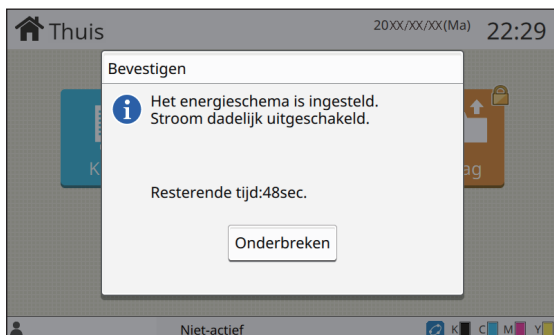 Thuis
20XX/XX/XX(Ma) 22:29
Bevestigen
Het energieschema is ingesteld.
Stroom dadelijk uitgeschakeld.
K
ag
Resterende tijd:48sec.
Onderbreken
Niet-actief
K C M Y